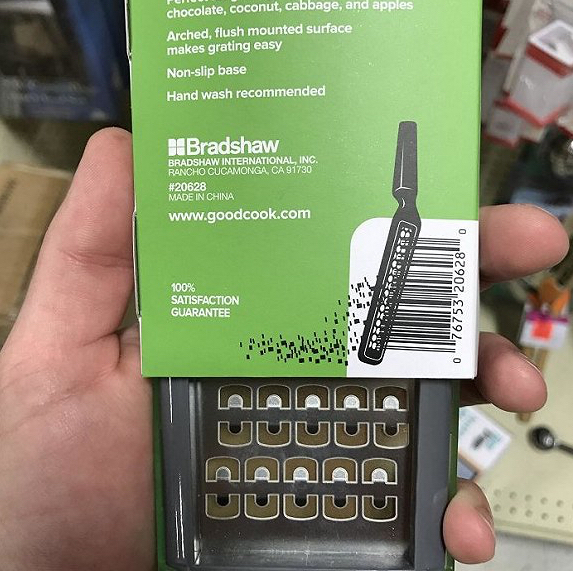 chocolate, coconut, cabbage, and apples
Arched, flush mounted surface
makes grating easy
Non-slip base
Hand wash recommended
Bradshaw
BRADSHAW INTERNATIONAL, INC.
RANCHO CUCAMONGA, CA 91730
#20628
MADE IN CHINA
www.goodcook.com
100%
SATISFACTION
GUARANTEE
0 76753 20628 0